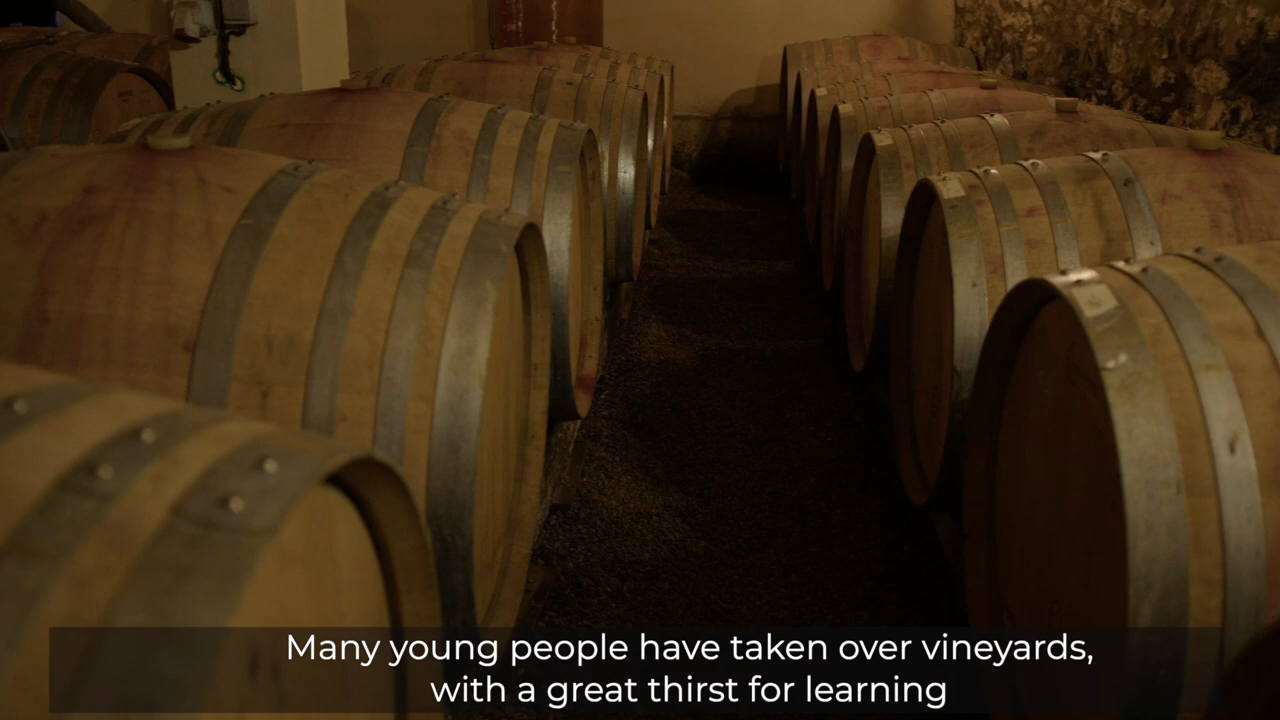 Many young people have taken over vineyards,
with a great thirst for learning